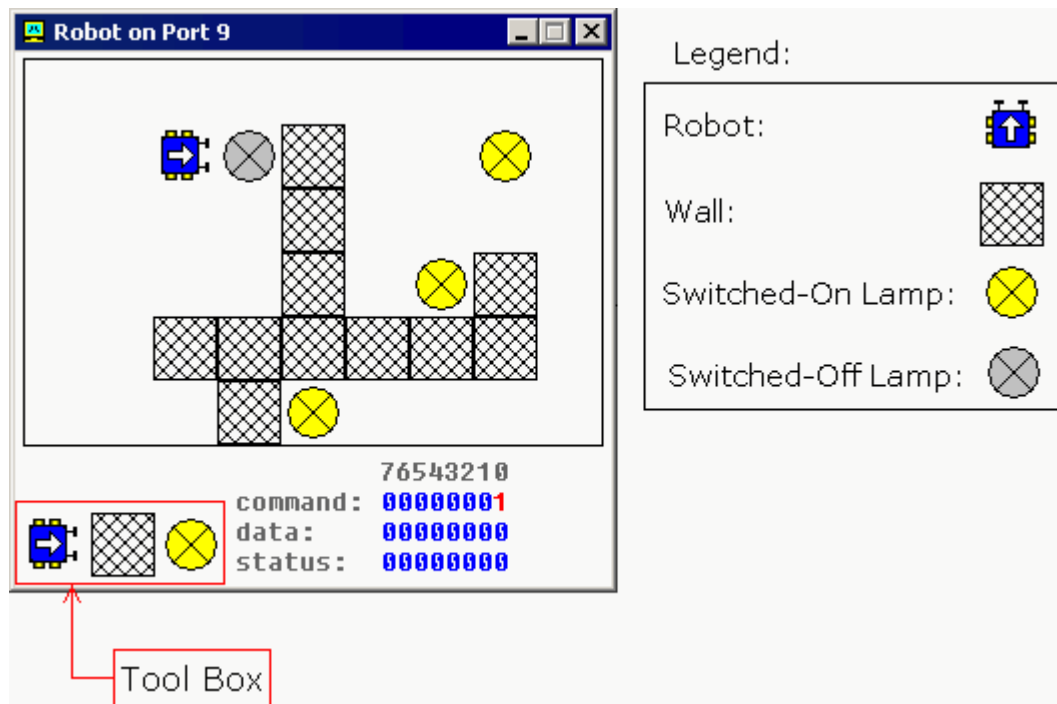 Robot on Port 9
Legend:
Robot:
Wall:
Switched-On Lamp:
Switched-Off Lamp:
76543210
command: 00000001
data: 00000000
status: 00000000
Tool Box